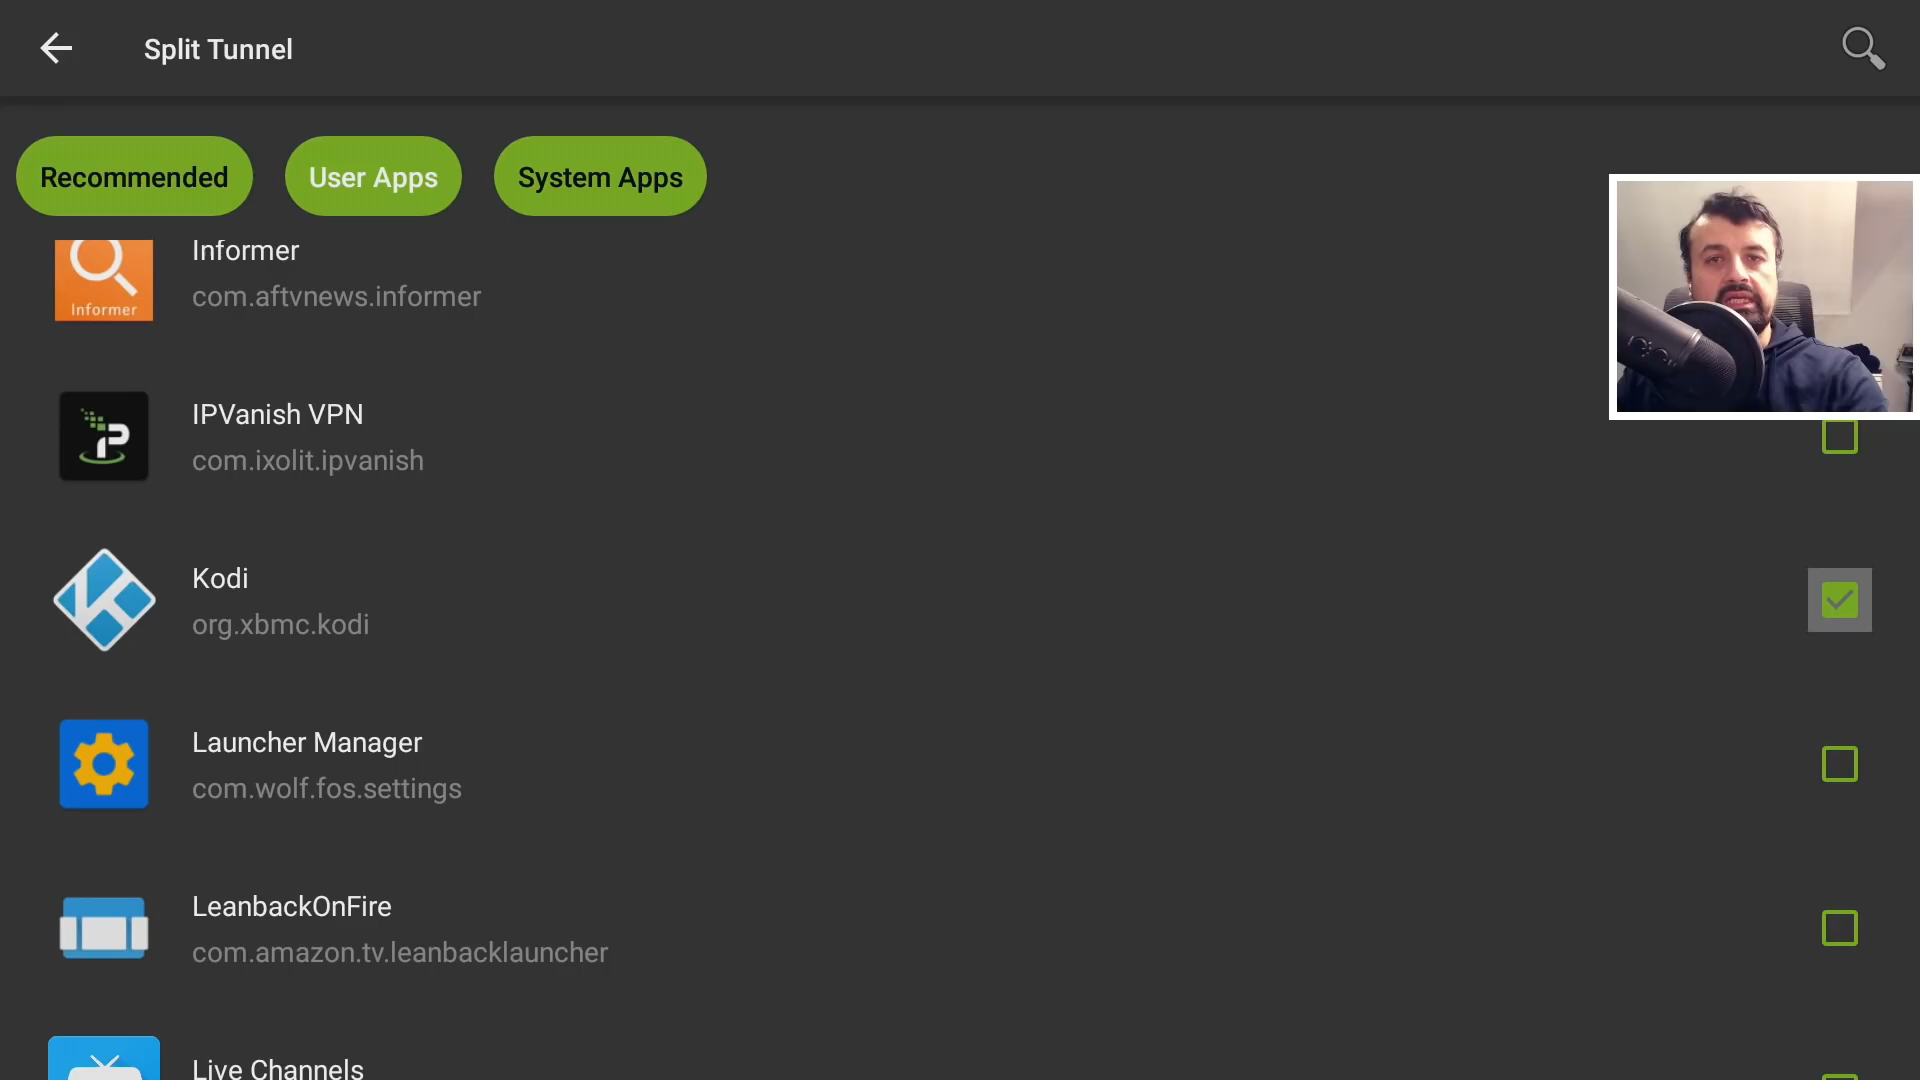 Split Tunnel
Recommended
User Apps
System Apps
Informer
Informer
com.aftvnews.informer
IPVanish VPN
com.ixolit.ipvanish
Kodi
org.xbmc.kodi
Launcher Manager
com.wolf.fos.settings
LeanbackOnFire
com.amazon.tv.leanbacklauncher
Live Channels